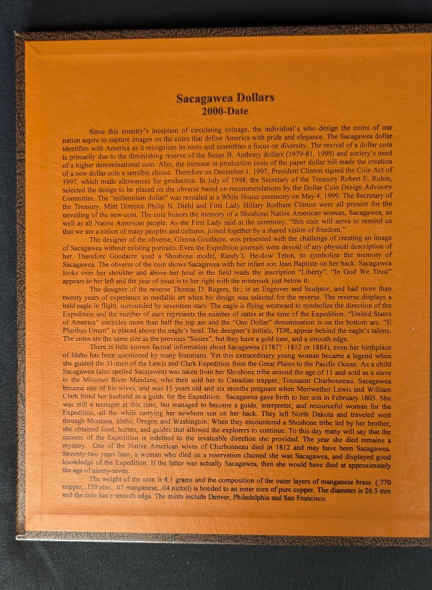 Sacagawea Dollars
2000-Date
Since this country's inception of circulating coinage, the individual's who design the coins of our
nation aspire to capture images on the coins that define America with pride and elegance. The Sacagawea dollar
identifies with America as it recognizes its roots and resembles a focus on diversity. The revival of a dollar coin
is primarily due to the diminishing reserve of the Susan B. Anthony dollars (1979-81, 1999) and society's need
of a higher denominational coin. Also, the increase in production costs of the paper dollar bill made the creation
of a new dollar coin a sensible choice. Therefore on December 1, 1997, President Clinton signed the Coin Act of
1997, which made allowances for production. In July of 1998, the Secretary of the Treasury Robert E. Rubin,
selected the design to be placed on the obverse based on recommendations by the Dollar Coin Design Advisory
Committee. The "millennium dollar" was revealed at a White House ceremony on May 4, 1999. The Secretary of
the Treasury, Mint Director Philip N. Diehl and First Lady Hillary Rodham Clinton were all present for the
unveiling of the new coin. The coin honors the memory of a Shoshone Native American woman, Sacagawea, as
well as all Native American people. As the First Lady said at the ceremony, "this coin will serve to remind us
that we are a nation of many peoples and cultures, joined together by a shared vision of freedom."
The designer of the obverse, Glenna Goodacre, was presented with the challenge of creating an image
of Sacagawea without existing portraits. Even the Expedition journals were devoid of any physical description of
her. Therefore Goodacre used a Shoshone model, Randy'L He-dow Teton, to symbolize the memory of
Sacagawea. The obverse of the coin shows Sacagawea with her infant son Jean Baptiste on her back. Sacagawea
looks over her shoulder and above her head in the field reads the inscription "Liberty". "In God We Trust"
appears to her left and the year of issue is to her right with the mintmark just below it.
The designer of the reverse Thomas D. Rogers, Sr., is an Engraver and Sculptor, and had more than
twenty years of experience in medallic art when his design was selected for the reverse. The reverse displays a
bald eagle in flight, surrounded by seventeen stars. The eagle is flying westward to symbolize the direction of the
Expedition and the number of stars represents the number of states at the time of the Expedition. "United States
of America" encircles more than half the top arc and the "One Dollar" denomination is on the bottom arc. "E
Pluribus Unum" is placed above the eagle's head. The designer's initials, TDR, appear behind the eagle's talons.
The coins are the same size as the previous "Susies", but they have a gold tone, and a smooth edge.
There is little known factual information about Sacagawea (1787? -1812 or 1884), even her birthplace
of Idaho has been questioned by many historians. Yet this extraordinary young woman became a legend when
she guided the 31-men of the Lewis and Clark Expedition from the Great Plains to the Pacific Ocean. As a child
Sacagawea (also spelled Sacajawea) was taken from her Shoshone tribe around the age of 11 and sold as a slave
to the Missouri River Mandans, who then sold her to Canadian trapper, Toussaint Charbonneau. Sacagawea
became one of his wives, and was 15 years old and six months pregnant when Meriwether Lewis and William
Clark hired her husband as a guide for the Expedition. Sacagawea gave birth to her son in February 1805. She
was still a teenager at this time, but managed to become a guide, interpreter, and resourceful woman for the
Expedition, all the while carrying her newborn son on her back. They left North Dakota and traveled west
through Montana, Idaho, Oregon and Washington. When they encountered a Shoshone tribe led by her brother,
she obtained food, horses, and guides that allowed the explorers to continue. To this day many will say that the
success of the Expedition is indebted to the invaluable direction she provided. The year she died remains a
mystery. One of the Native American wives of Charbonneau died in 1812 and may have been Sacagawea.
Seventy-two years later, a woman who died on a reservation claimed she was Sacagawea, and displayed good
knowledge of the Expedition. If the latter was actually Sacagawea, then she would have died at approximately
the age of ninety-seven.
The weight of the coin is 8.1 grams and the composition of the outer layers of manganese brass (.770
copper, .120 zinc, .07 manganese, .04 nickel) is bonded to an inner core of pure copper. The diameter is 26.5 mm
and the coin has a smooth edge. The mints include Denver, Philadelphia and San Francisco.